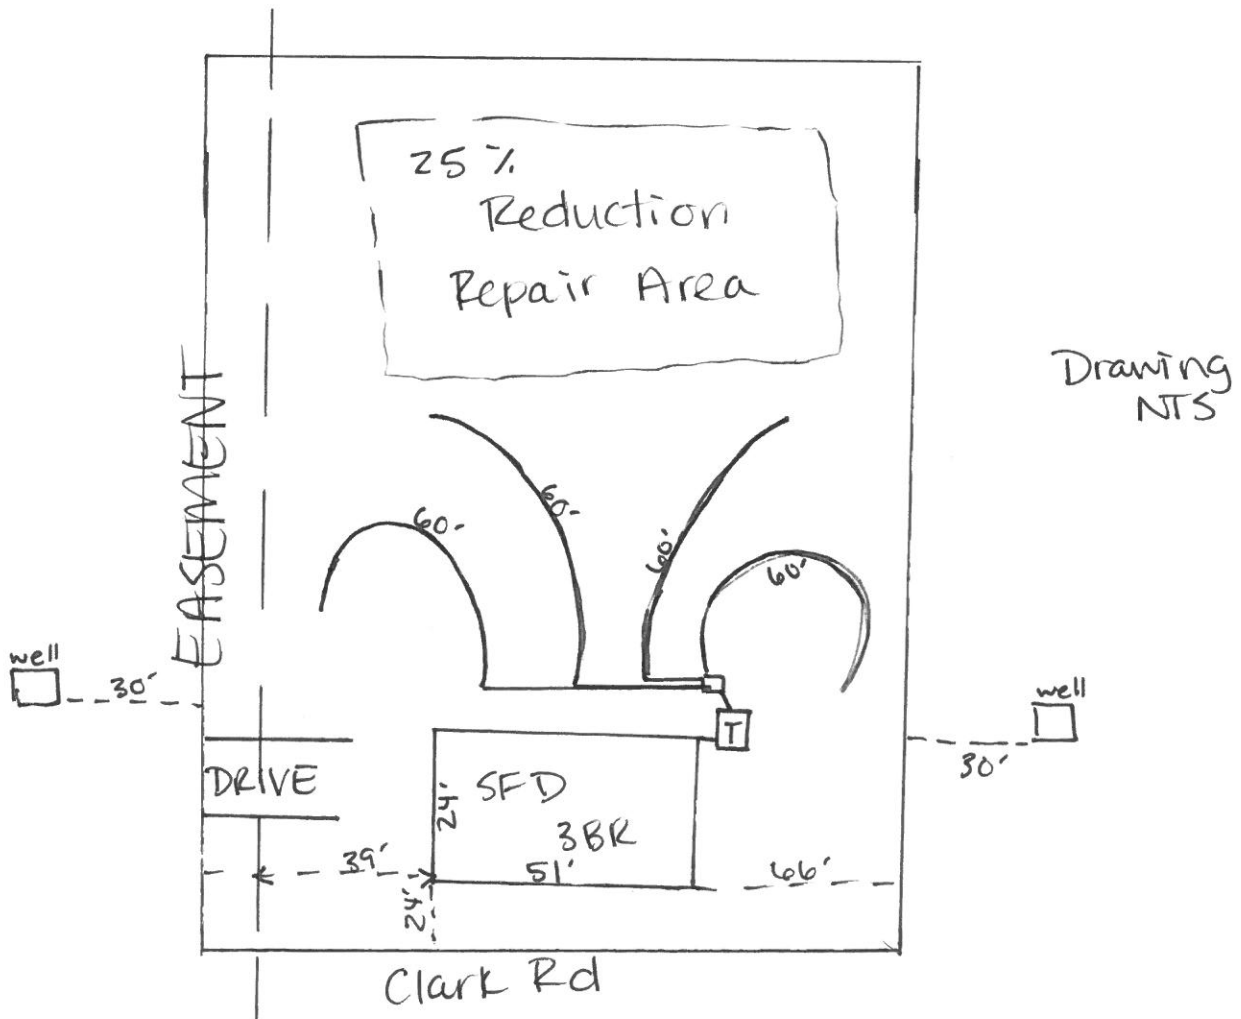 25 %
Reduction
Repair Area
Drawing
NTS
EASEMENT
60'
60'
60'
60'
well
30'
well
30'
T
DRIVE
SFD
3BR
24'
51'
39'
24'
66'
Clark Rd